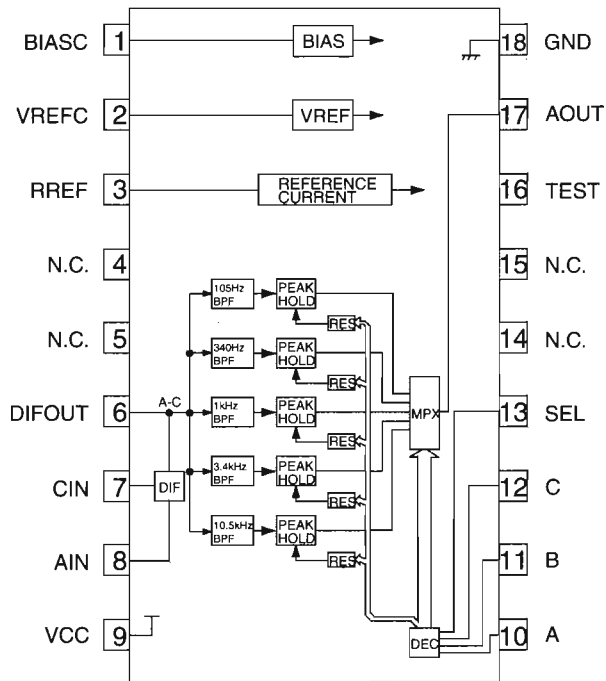 BIASC 1 BIAS 18 GND
VREFC 2 VREF 17 AOUT
RREF 3 REFERENCE CURRENT 16 TEST
N.C. 4 15 N.C.
105Hz BPF PEAK HOLD
RES
N.C. 5 14 N.C.
340Hz BPF PEAK HOLD
RES
A-C
DIFOUT 6 1kHz BPF PEAK HOLD MPX 13 SEL
RES
CIN 7 DIF 3.4kHz BPF PEAK HOLD 12 C
RES
10.5kHz BPF PEAK HOLD
AIN 8 RES 11 B
VCC 9 DEC 10 A